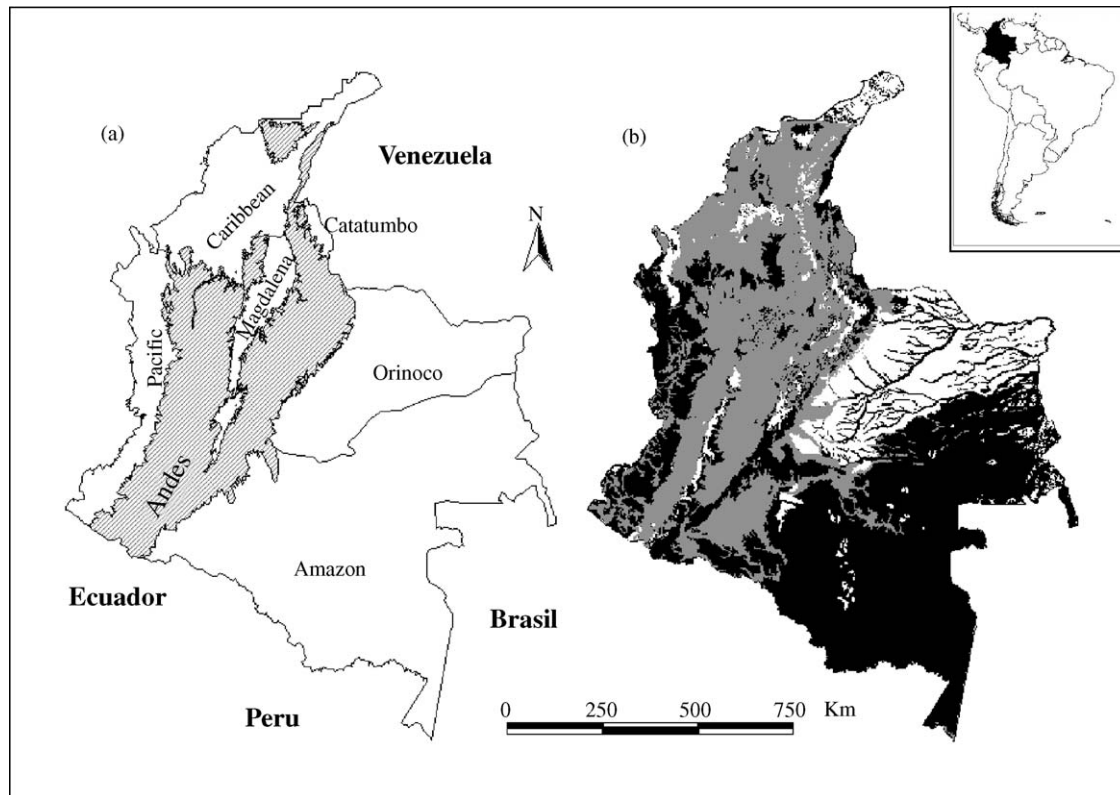 (a)
(b)
Venezuela
Caribbean
Catatumbo
N
Magdalena
Pacific
Orinoco
Andes
Amazon
Ecuador
Brasil
Peru
0 250 500 750 Km